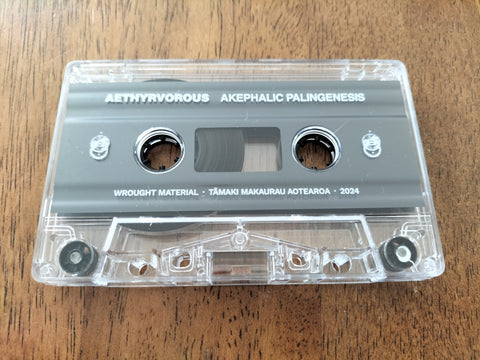 AETHYRVOROUS AKEPHALIC PALINGENESIS
WROUGHT MATERIAL · TĀMAKI MAKAURAU AOTEAROA · 2024